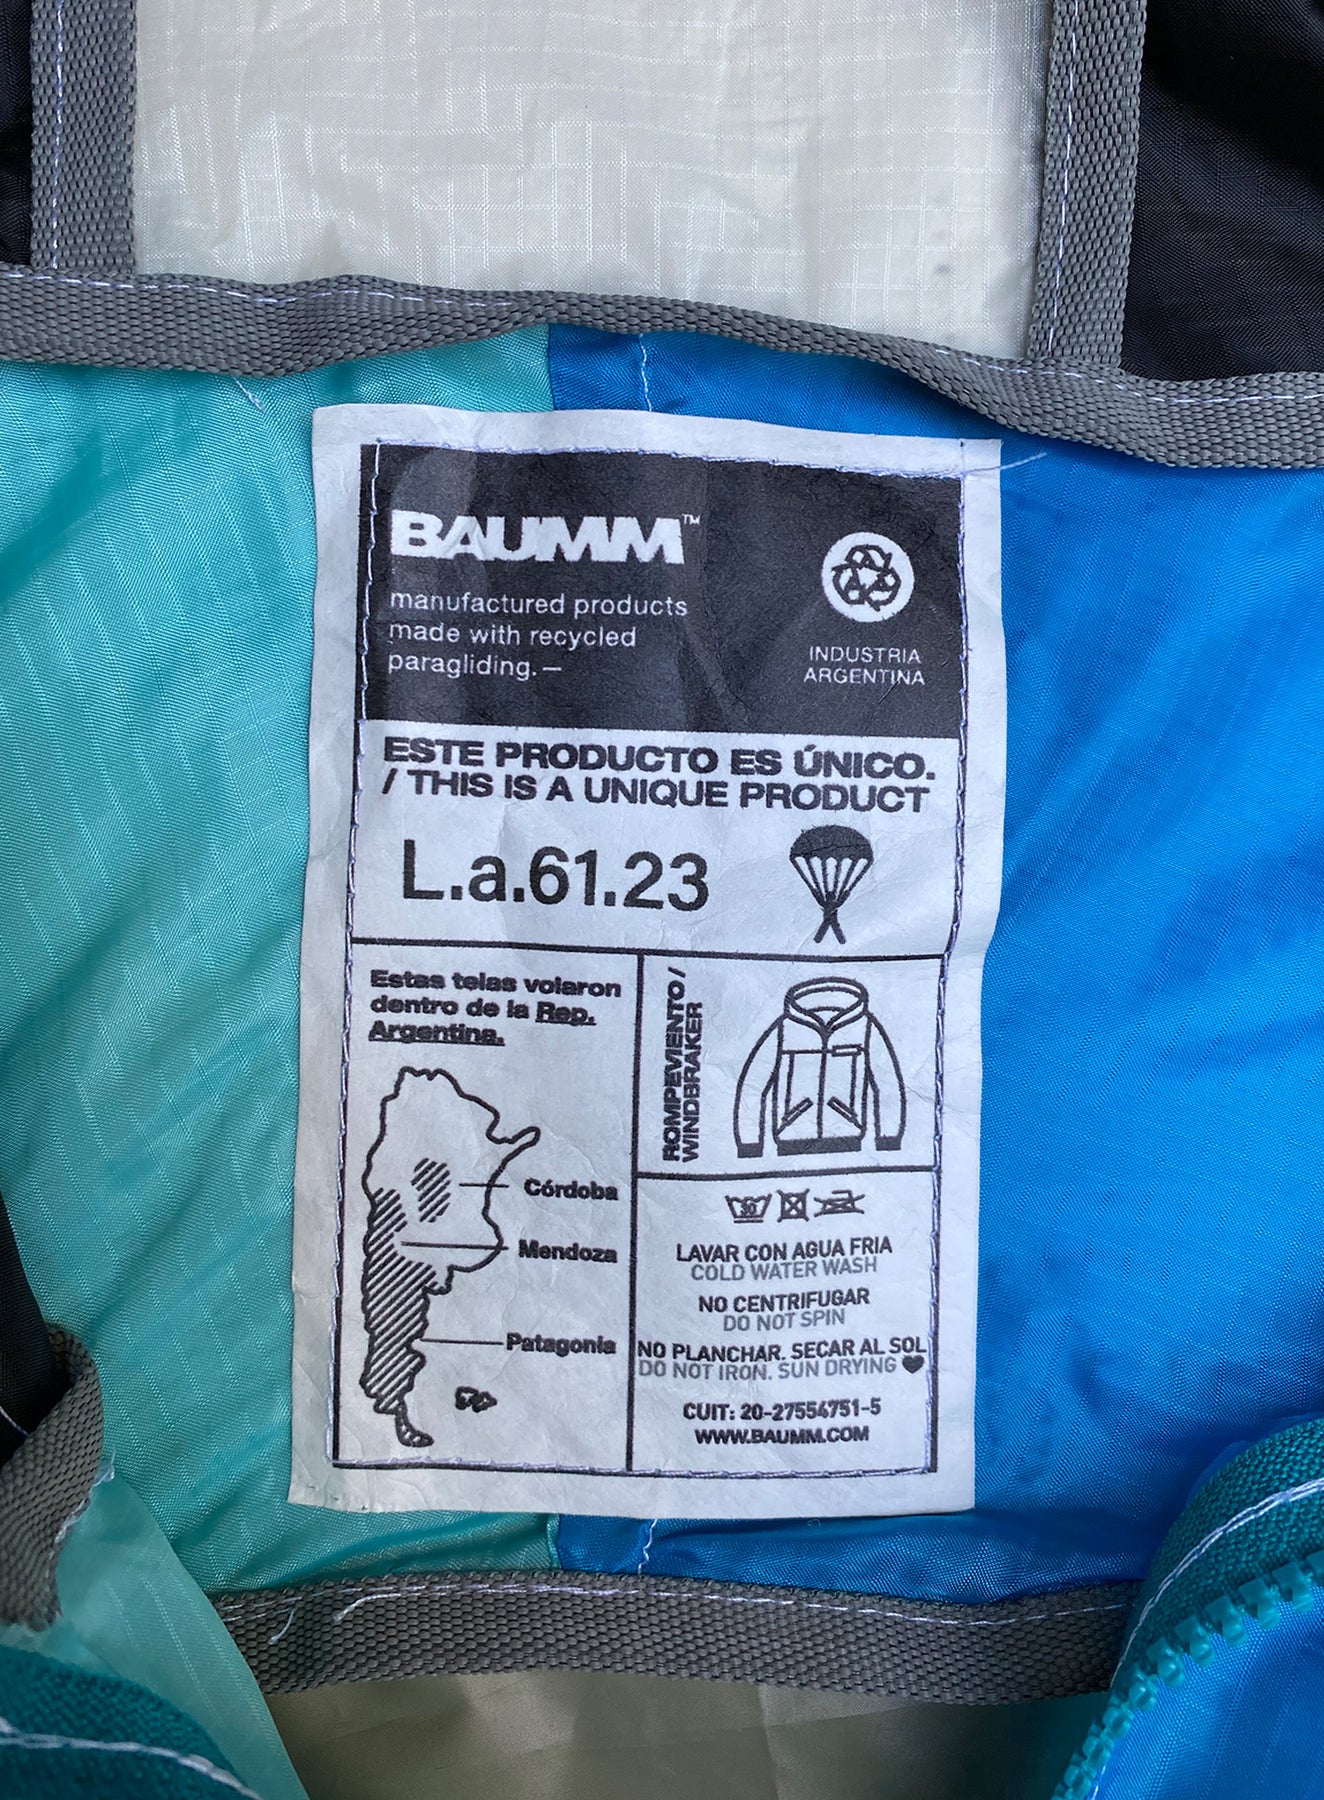 BAUMM™
manufactured products
made with recycled
paragliding.—
INDUSTRIA
ARGENTINA
ESTE PRODUCTO ES ÚNICO.
/ THIS IS A UNIQUE PRODUCT
L.a.61.23
Estas telas volaron
dentro de la Rep.
Argentina.
Córdoba
Mendoza
Patagonia
ROMPEVIENTO /
WINDBRAKER
30
LAVAR CON AGUA FRIA
COLD WATER WASH
NO CENTRIFUGAR
DO NOT SPIN
NO PLANCHAR. SECAR AL SOL
DO NOT IRON. SUN DRYING
CUIT: 20-27554751-5
WWW.BAUMM.COM